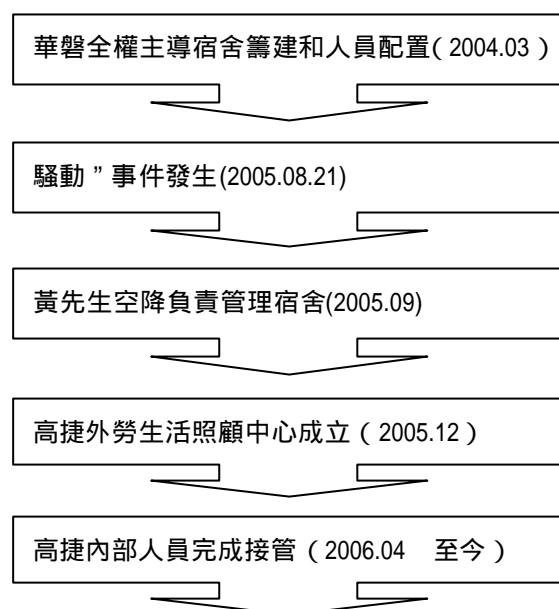 華磐全權主導宿舍籌建和人員配置(2004.03)
騷動”事件發生(2005.08.21)
黃先生空降負責管理宿舍(2005.09)
高捷外勞生活照顧中心成立(2005.12)
高捷內部人員完成接管(2006.04 至今)